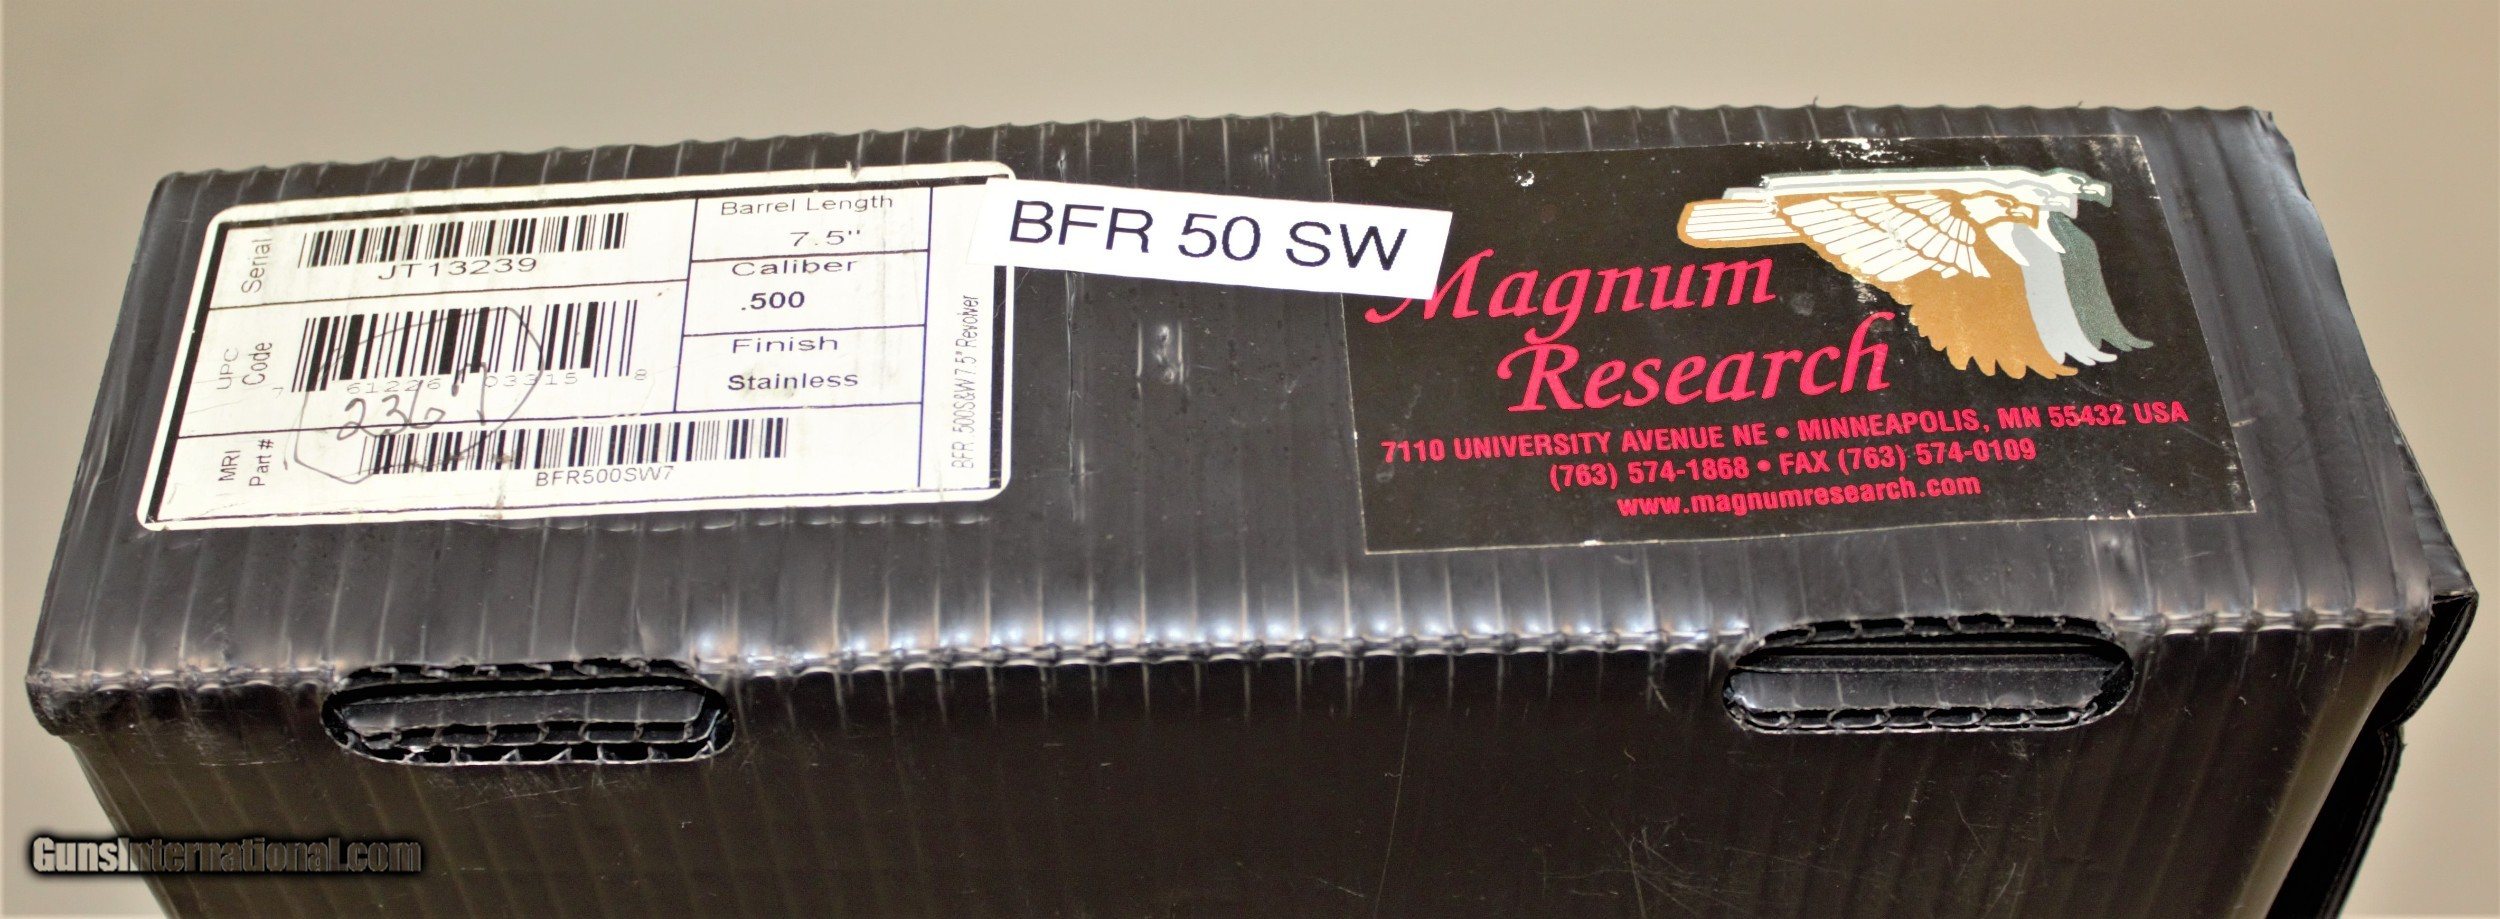 Serial
JT13239
UPC
Code
7 61226 03315 8
2367
MRI
Part #
BFR500SW7
Barrel Length
7.5"
Caliber
.500
Finish
Stainless
BFR 500S&W 7.5" Revolver
BFR 50 SW
Magnum
Research
7110 UNIVERSITY AVENUE NE • MINNEAPOLIS, MN 55432 USA
(763) 574-1868 • FAX (763) 574-0109
www.magnumresearch.com
GunsInternational.com